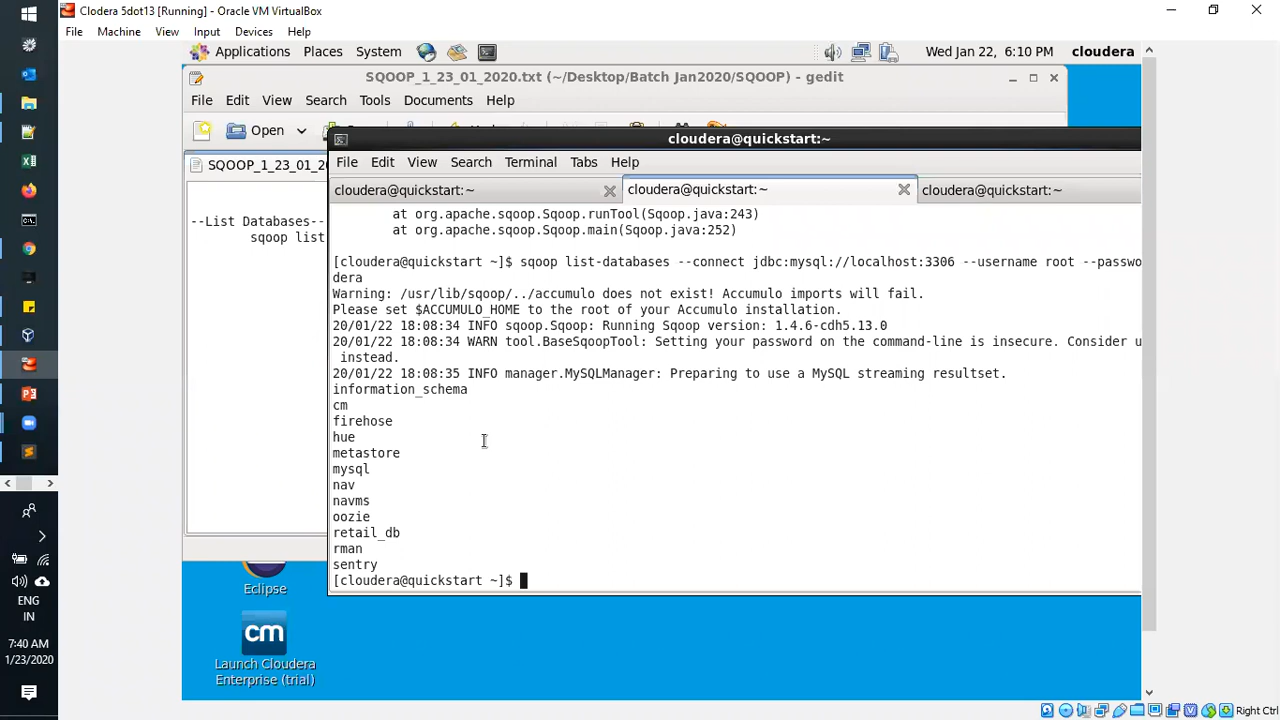 Clodera 5dot13 [Running] - Oracle VM VirtualBox
File Machine View Input Devices Help
Applications Places System Wed Jan 22, 6:10 PM cloudera
SQOOP_1_23_01_2020.txt (~/Desktop/Batch Jan2020/SQOOP) - gedit
File Edit View Search Tools Documents Help
Open
cloudera@quickstart:~
SQOOP_1_23_01_20
File Edit View Search Terminal Tabs Help
cloudera@quickstart:~ cloudera@quickstart:~ cloudera@quickstart:~
--List Databases--
sqoop list
at org.apache.sqoop.Sqoop.runTool(Sqoop.java:243)
at org.apache.sqoop.Sqoop.main(Sqoop.java:252)
[cloudera@quickstart ~]$ sqoop list-databases --connect jdbc:mysql://localhost:3306 --username root --passwo
dera
Warning: /usr/lib/sqoop/../accumulo does not exist! Accumulo imports will fail.
Please set $ACCUMULO_HOME to the root of your Accumulo installation.
20/01/22 18:08:34 INFO sqoop.Sqoop: Running Sqoop version: 1.4.6-cdh5.13.0
20/01/22 18:08:34 WARN tool.BaseSqoopTool: Setting your password on the command-line is insecure. Consider u
instead.
20/01/22 18:08:35 INFO manager.MySQLManager: Preparing to use a MySQL streaming resultset.
information_schema
cm
firehose
hue
metastore
mysql
nav
navms
oozie
retail_db
rman
sentry
[cloudera@quickstart ~]$
Eclipse
cm
Launch Cloudera
Enterprise (trial)
ENG
IN
7:40 AM
1/23/2020
Right Ctrl